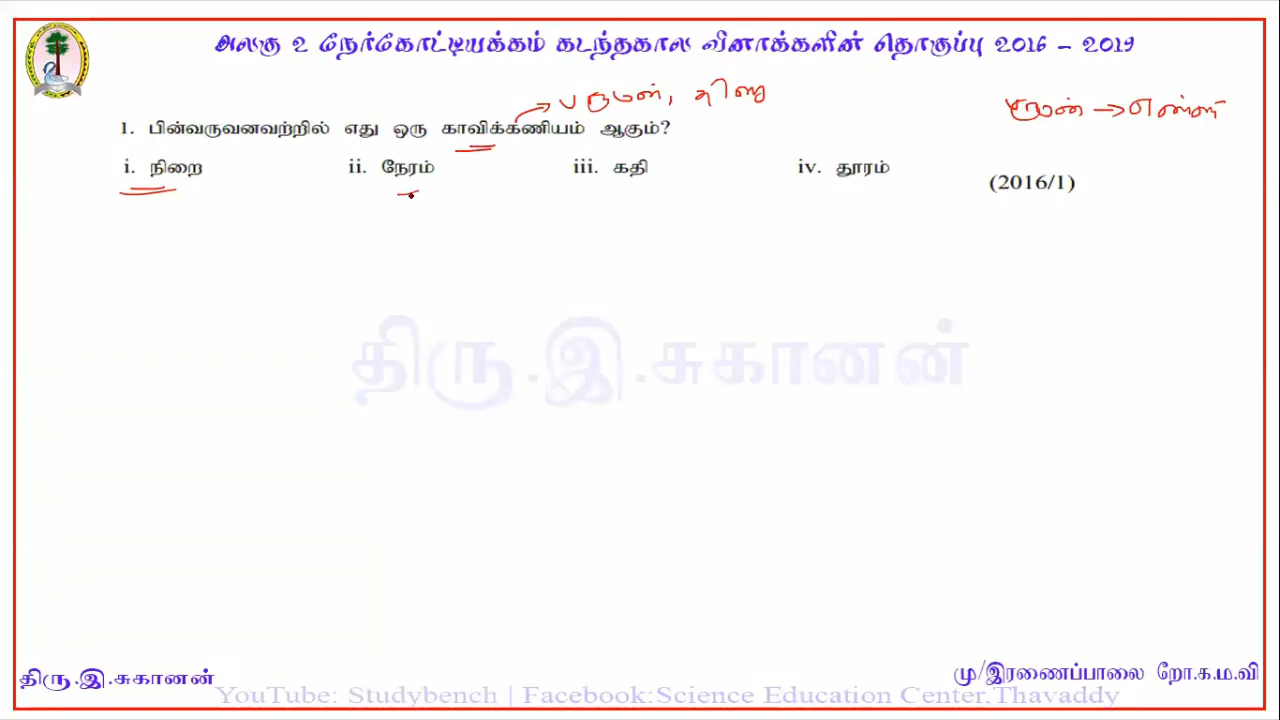 அலகு 2 நேர்கோட்டியக்கம் கடந்தகால வினாக்களின் தொகுப்பு 2016 – 2019
பருமன், திசை
1. பின்வருவனவற்றில் எது ஒரு காவிக்கணியம் ஆகும்?
i. நிறை ii. நேரம் iii. கதி iv. தூரம் (2016/1)
திரு.இ.சுகானன்
திரு.இ.சுகானன் மு/இரணைப்பாலை றோ.க.ம.வி
YouTube: Studybench | Facebook:Science Education Center,Thavaddy